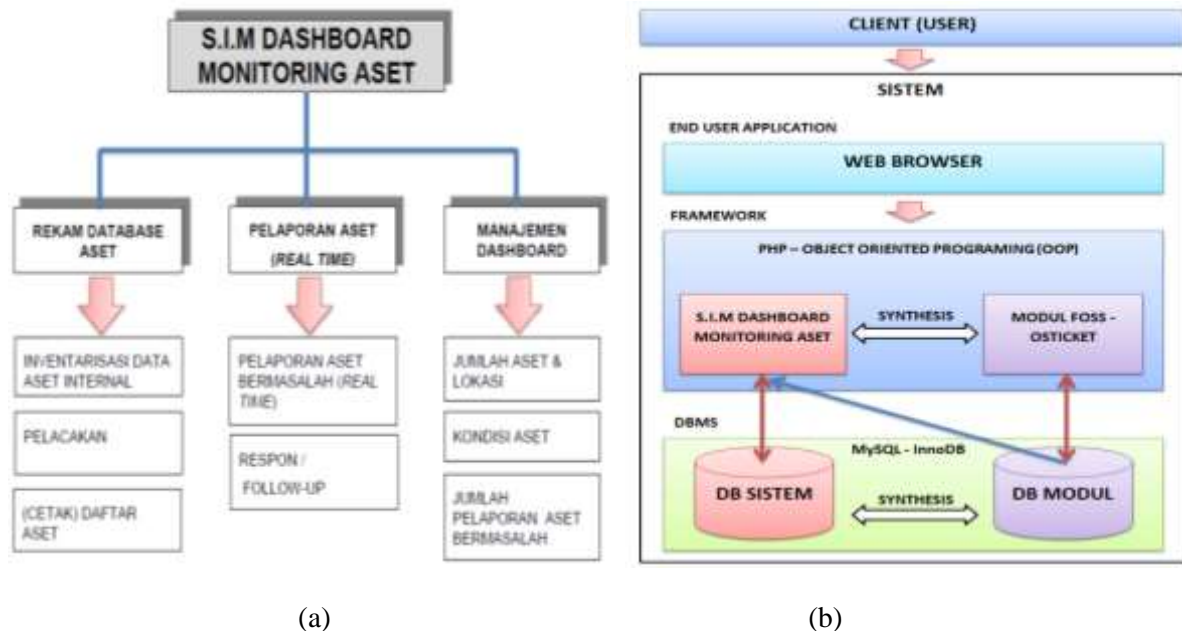 S.I.M DASHBOARD
MONITORING ASET
REKAM DATABASE
ASET
INVENTARISASI DATA
ASET INTERNAL
PELACAKAN
(CETAK) DAFTAR
ASET
PELAPORAN ASET
(REAL TIME)
PELAPORAN ASET
BERMASALAH (REAL
TIME)
RESPON /
FOLLOW-UP
MANAJEMEN
DASHBOARD
JUMLAH ASET &
LOKASI
KONDISI ASET
JUMLAH
PELAPORAN ASET
BERMASALAH
(a)
CLIENT (USER)
SISTEM
END USER APPLICATION
WEB BROWSER
FRAMEWORK
PHP – OBJECT ORIENTED PROGRAMING (OOP)
S.I.M DASHBOARD
MONITORING ASET
SYNTHESIS
MODUL FOSS -
OSTICKET
DBMS
MySQL - InnoDB
DB SISTEM
SYNTHESIS
DB MODUL
(b)